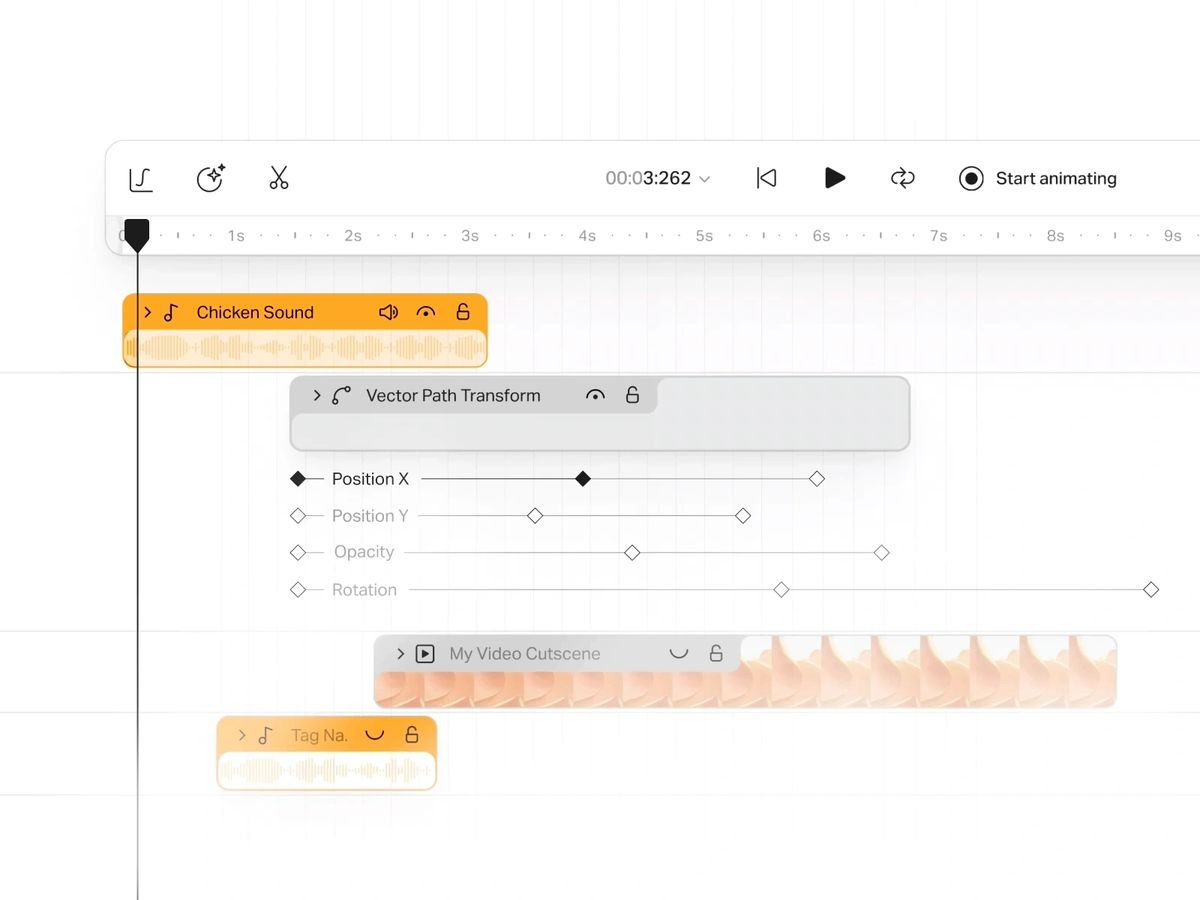 00:03:262
Start animating
0 1s 2s 3s 4s 5s 6s 7s 8s 9s
Chicken Sound
Vector Path Transform
Position X
Position Y
Opacity
Rotation
My Video Cutscene
Tag Na.